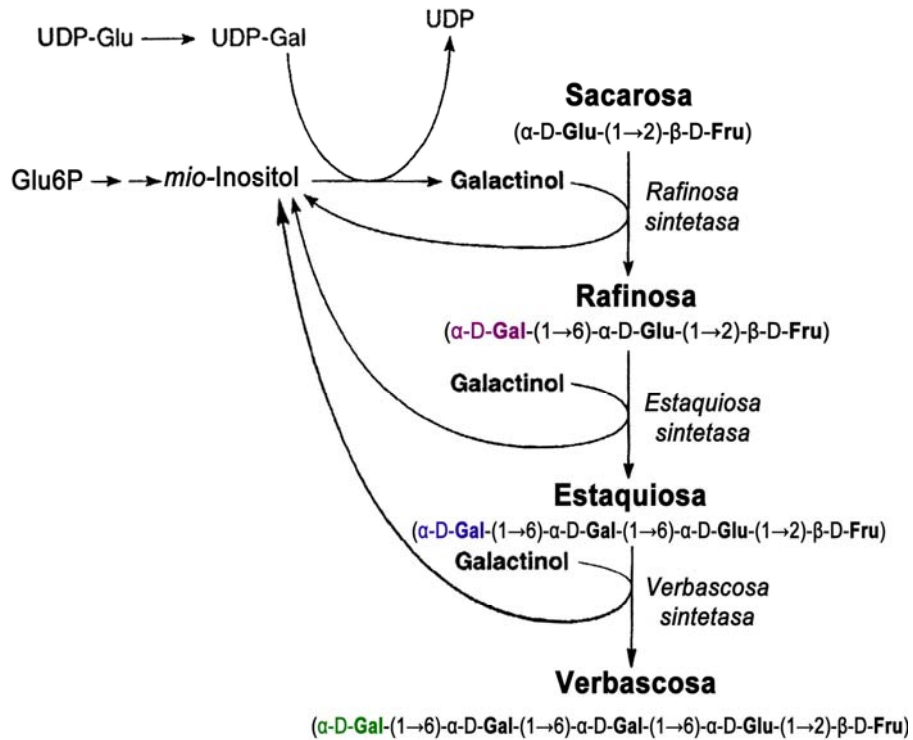 UDP-Glu
UDP-Gal
UDP
Sacarosa
(α-D-Glu-(1→2)-β-D-Fru)
Glu6P
mio-Inositol
Galactinol
Rafinosa
sintetasa
Rafinosa
(α-D-Gal-(1→6)-α-D-Glu-(1→2)-β-D-Fru)
Galactinol
Estaquiosa
sintetasa
Estaquiosa
(α-D-Gal-(1→6)-α-D-Gal-(1→6)-α-D-Glu-(1→2)-β-D-Fru)
Galactinol
Verbascosa
sintetasa
Verbascosa
(α-D-Gal-(1→6)-α-D-Gal-(1→6)-α-D-Gal-(1→6)-α-D-Glu-(1→2)-β-D-Fru)